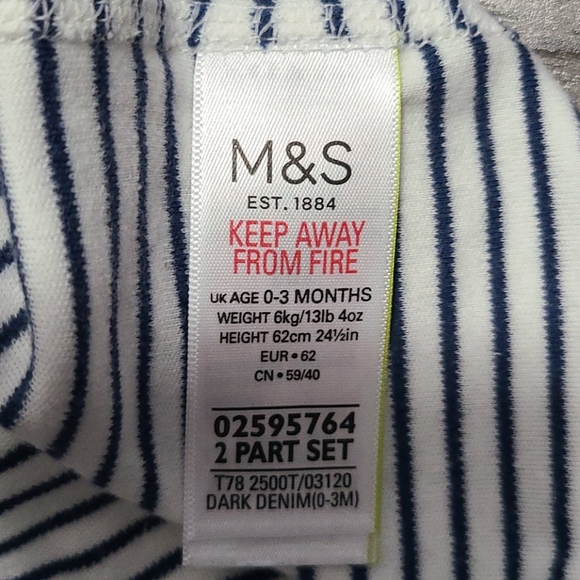 M&S
EST. 1884
KEEP AWAY
FROM FIRE
UK AGE 0-3 MONTHS
WEIGHT 6kg/13lb 4oz
HEIGHT 62cm 24½in
EUR • 62
CN • 59/40
02595764
2 PART SET
T78 2500T/03120
DARK DENIM(0-3M)